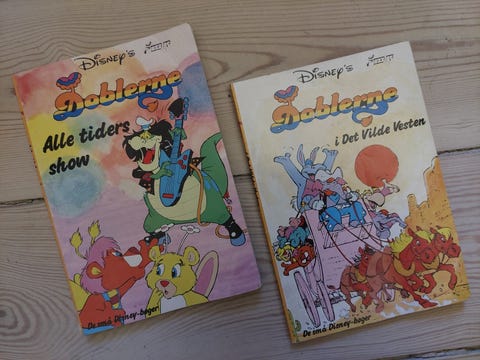 Disney's
Doblerne
Alle tiders
show
De små Disney-bøger
Disney's
Doblerne
i Det Vilde Vesten
De små Disney-bøger